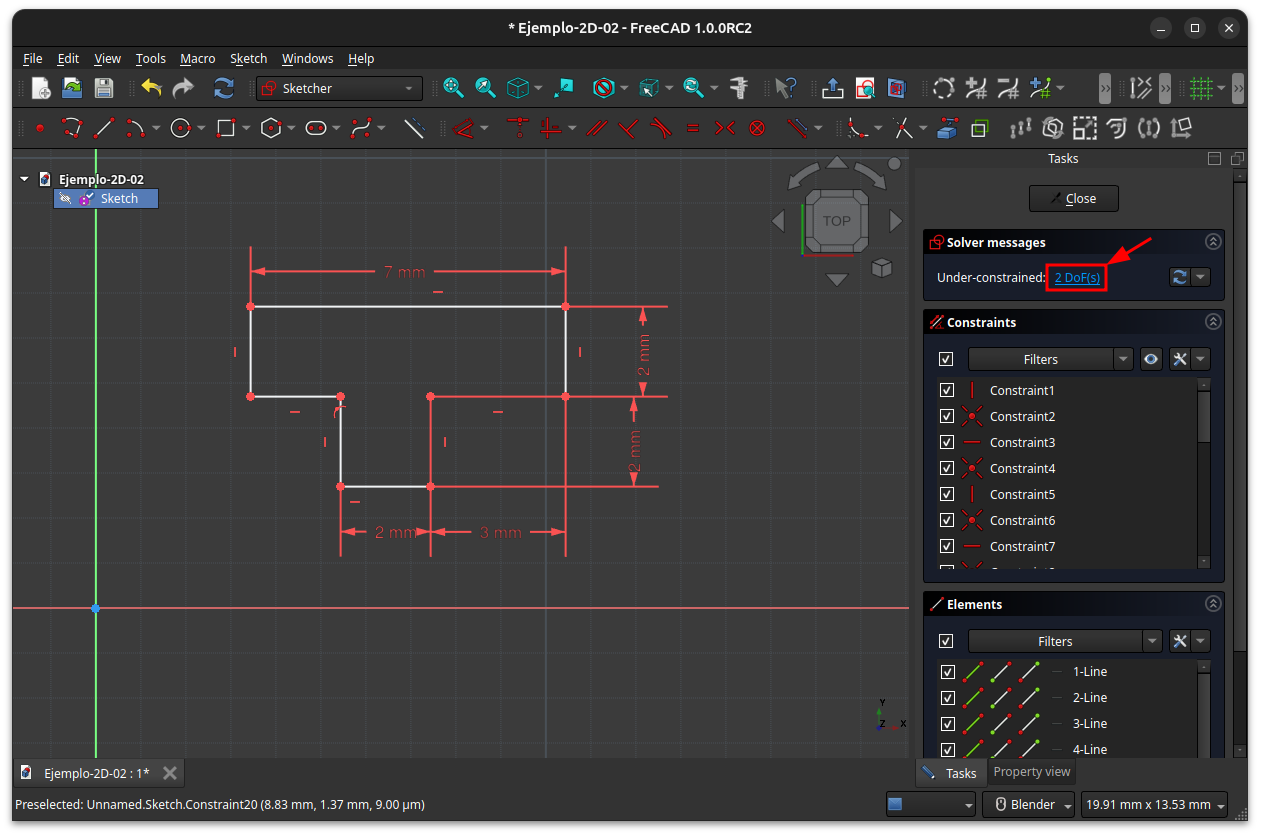 * Ejemplo-2D-02 - FreeCAD 1.0.0RC2
File Edit View Tools Macro Sketch Windows Help
Sketcher
Tasks
Ejemplo-2D-02
Sketch
TOP
Close
Solver messages
Under-constrained: 2 DoF(s)
7 mm
2 mm
2 mm
2 mm
3 mm
Constraints
Filters
Constraint1
Constraint2
Constraint3
Constraint4
Constraint5
Constraint6
Constraint7
Elements
Filters
1-Line
2-Line
3-Line
4-Line
Y
Z
X
Ejemplo-2D-02 : 1*
Tasks
Property view
Preselected: Unnamed.Sketch.Constraint20 (8.83 mm, 1.37 mm, 9.00 µm)
Blender
19.91 mm x 13.53 mm